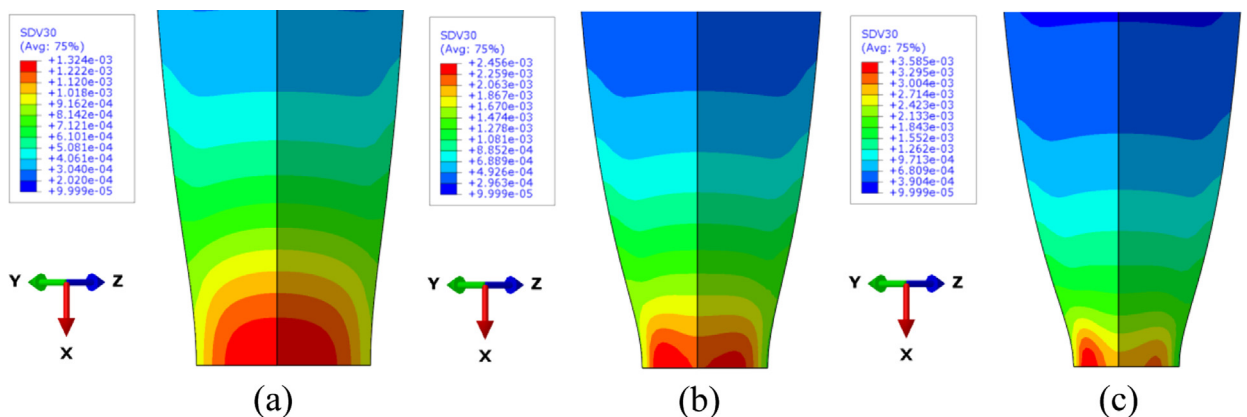 SDV30
(Avg: 75%)
+1.324e-03
+1.222e-03
+1.120e-03
+1.018e-03
+9.162e-04
+8.142e-04
+7.121e-04
+6.101e-04
+5.081e-04
+4.061e-04
+3.040e-04
+2.020e-04
+9.999e-05
Y
Z
X
(a)
SDV30
(Avg: 75%)
+2.456e-03
+2.259e-03
+2.063e-03
+1.867e-03
+1.670e-03
+1.474e-03
+1.278e-03
+1.081e-03
+8.852e-04
+6.889e-04
+4.926e-04
+2.963e-04
+9.999e-05
Y
Z
X
(b)
SDV30
(Avg: 75%)
+3.585e-03
+3.295e-03
+3.004e-03
+2.714e-03
+2.423e-03
+2.133e-03
+1.843e-03
+1.552e-03
+1.262e-03
+9.713e-04
+6.809e-04
+3.904e-04
+9.999e-05
Y
Z
X
(c)